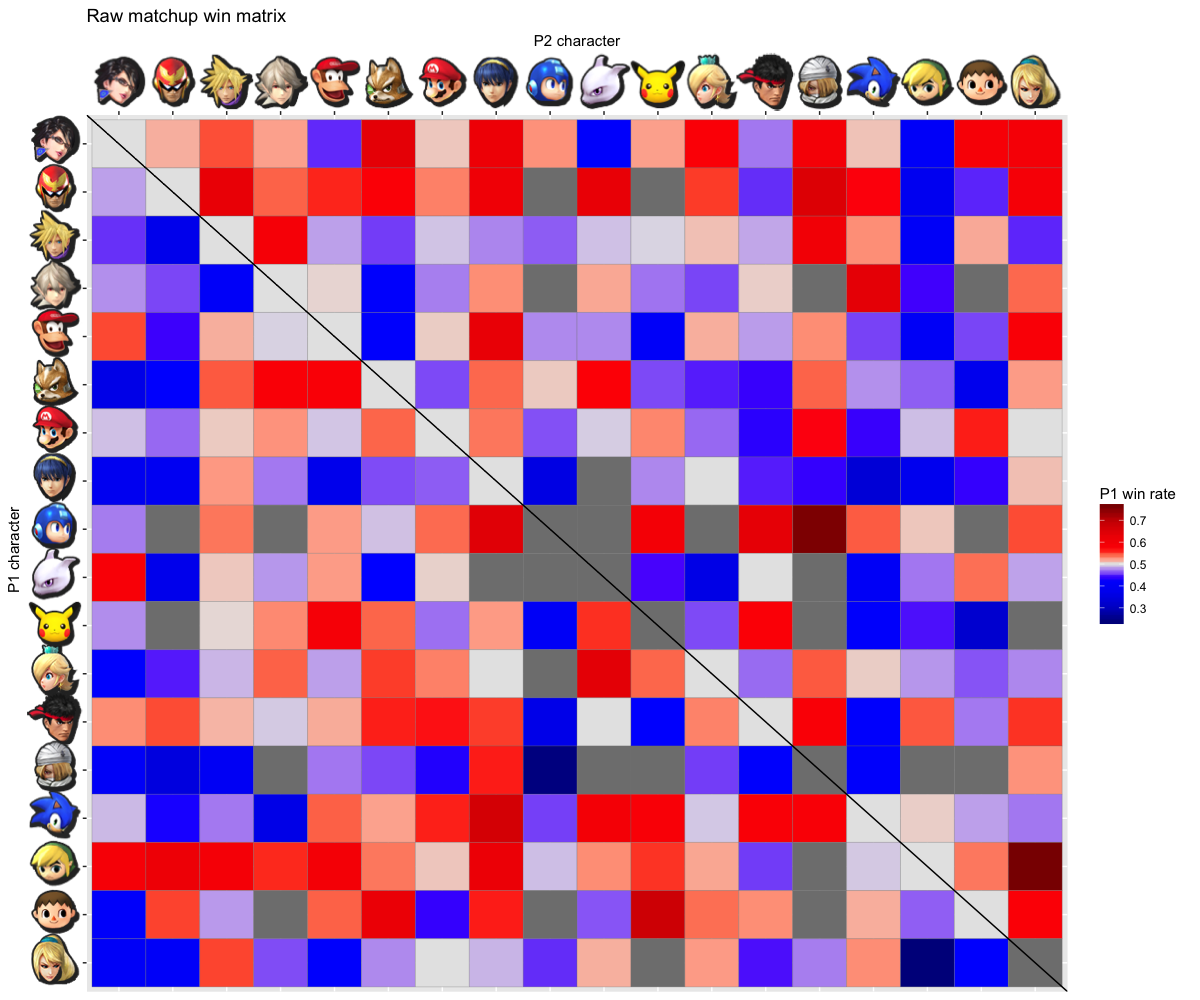 Raw matchup win matrix
P2 character
P1 character
P1 win rate
0.7
0.6
0.5
0.4
0.3